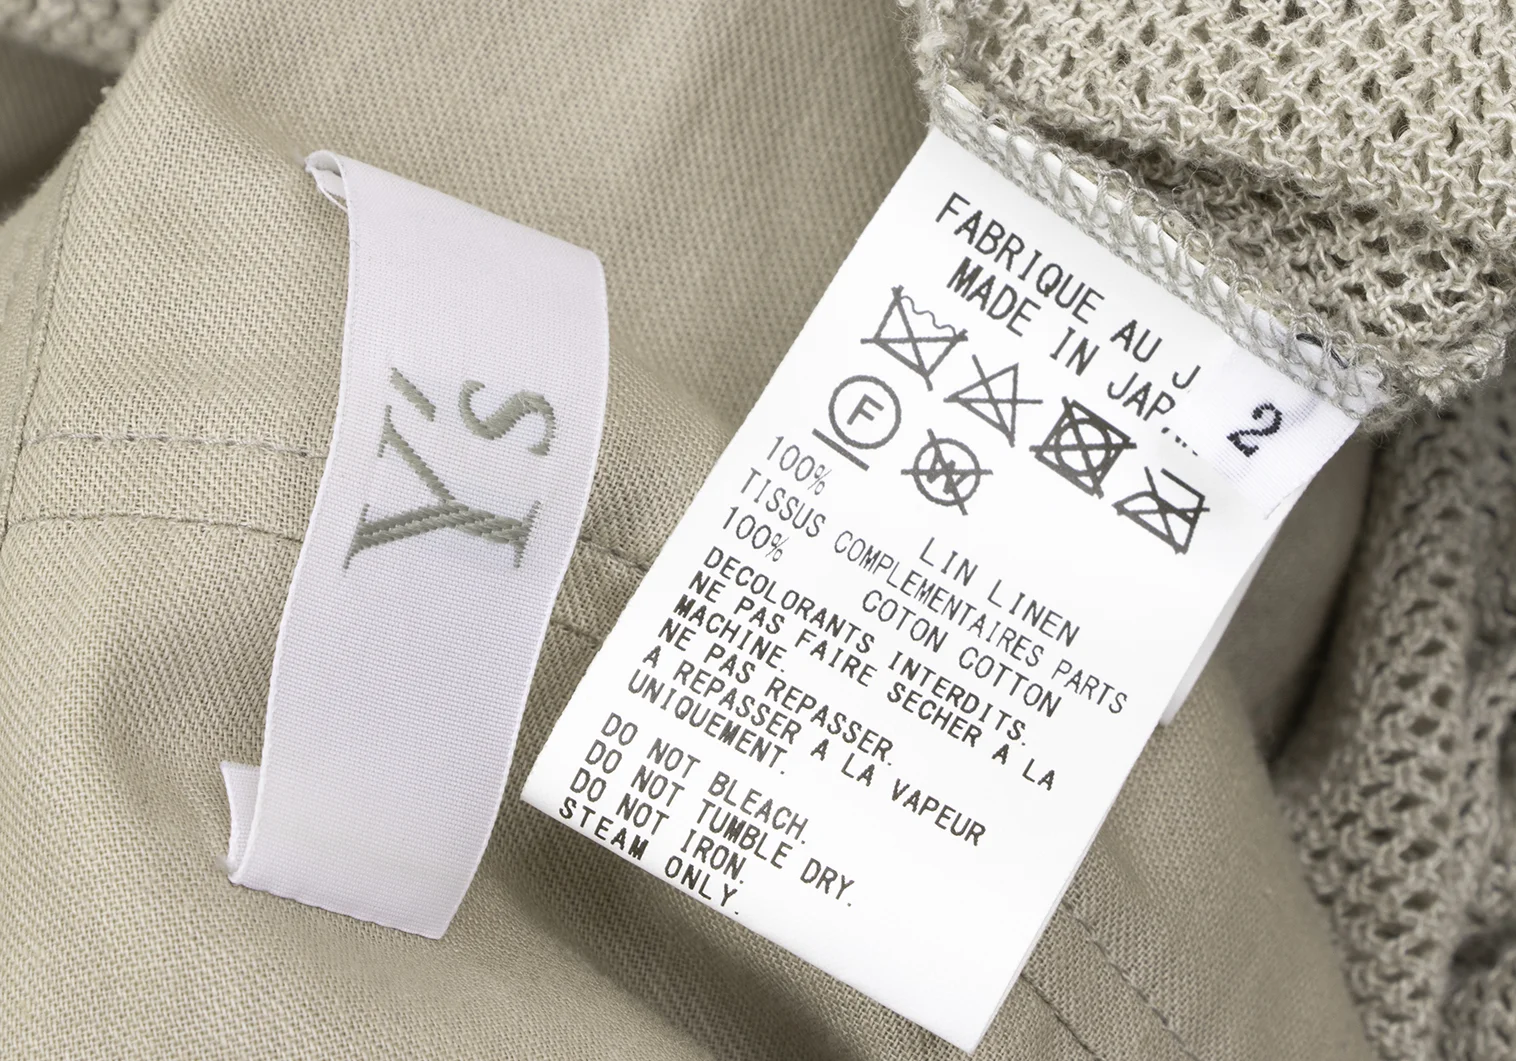 Y's
FABRIQUE AU J
MADE IN JAP
2
F
W
100%
LIN LINEN
TISSUS COMPLEMENTAIRES PARTS
100%
COTON COTTON
DECOLORANTS INTERDITS.
NE PAS FAIRE SECHER A LA
MACHINE.
NE PAS REPASSER.
A REPASSER A LA VAPEUR
UNIQUEMENT.
DO NOT BLEACH.
DO NOT TUMBLE DRY.
DO NOT IRON.
STEAM ONLY.